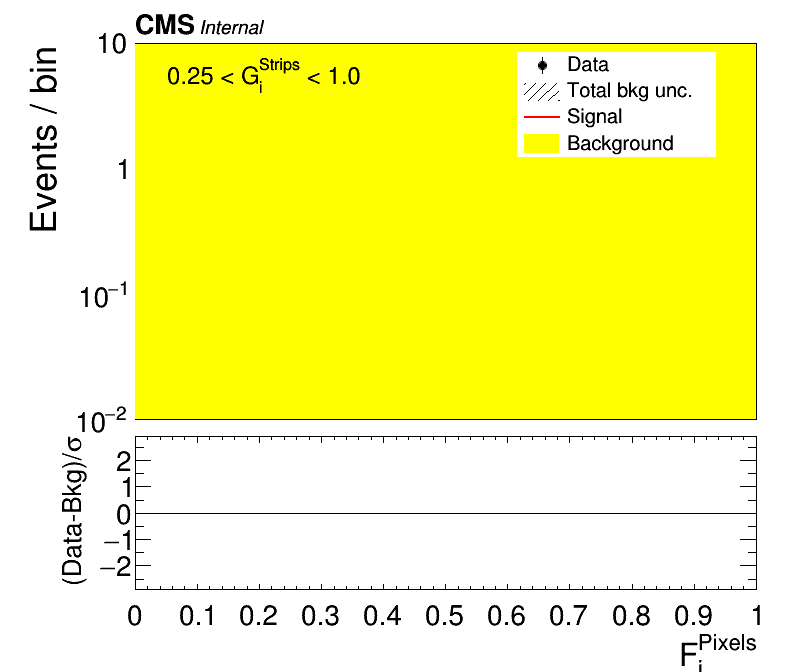 CMS Internal
Events / bin
10
1
10⁻¹
10⁻²
0.25 < G_i^Strips < 1.0
Data
Total bkg unc.
Signal
Background
(Data-Bkg)/σ
2
1
0
−1
−2
0 0.1 0.2 0.3 0.4 0.5 0.6 0.7 0.8 0.9 1
F_i^Pixels